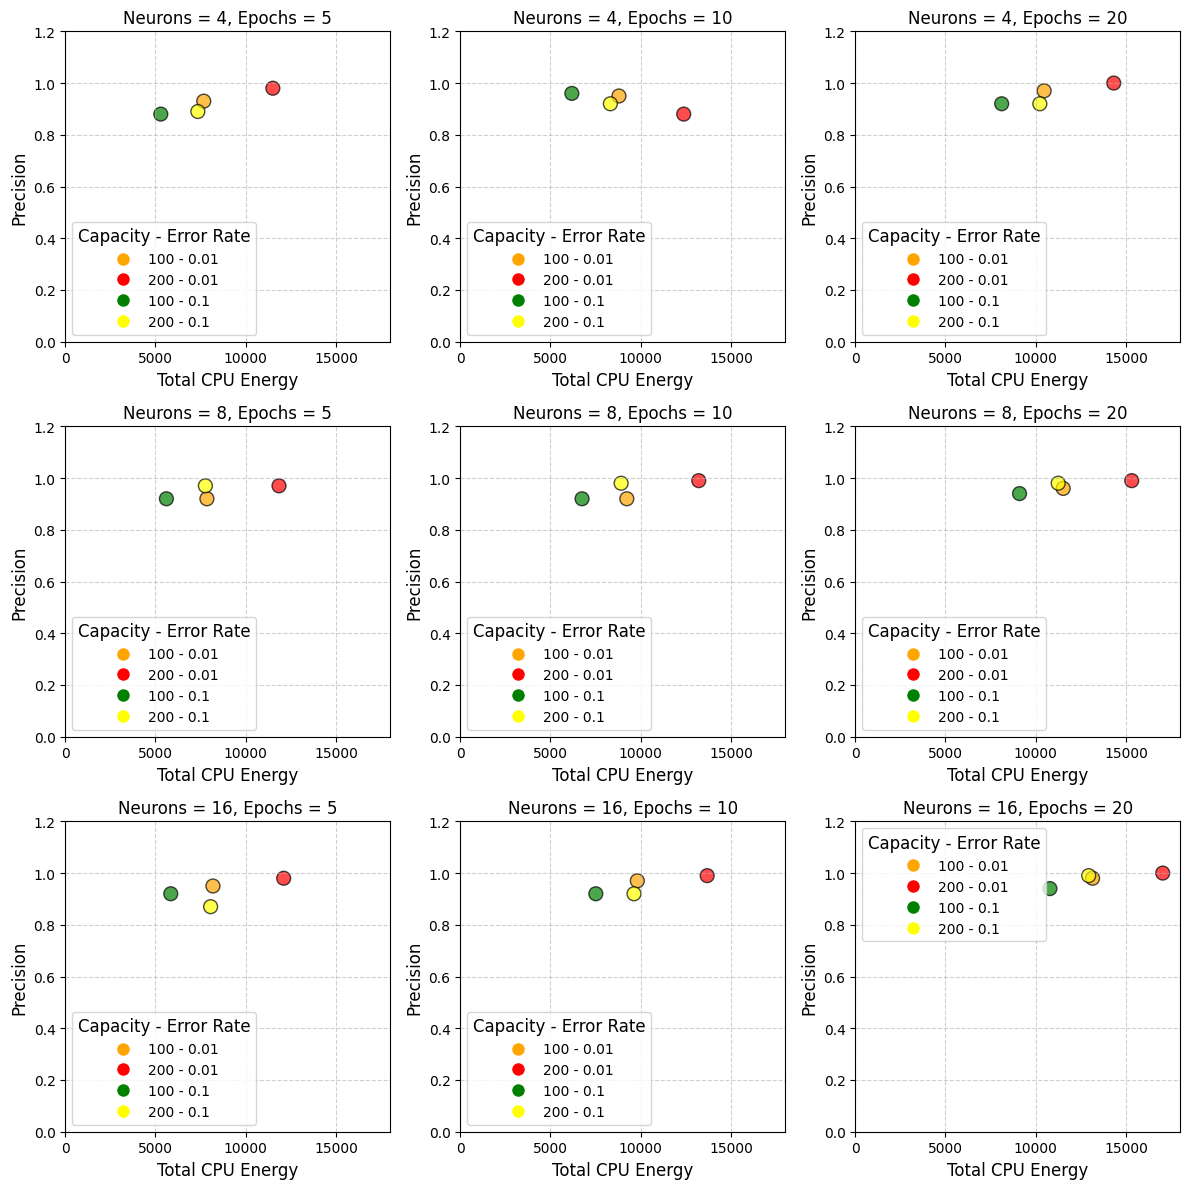 Neurons = 4, Epochs = 5
1.2
1.0
0.8
0.6
0.4
0.2
0.0
Precision
Capacity - Error Rate
100 - 0.01
200 - 0.01
100 - 0.1
200 - 0.1
0 5000 10000 15000
Total CPU Energy
Neurons = 4, Epochs = 10
1.2
1.0
0.8
0.6
0.4
0.2
0.0
Precision
Capacity - Error Rate
100 - 0.01
200 - 0.01
100 - 0.1
200 - 0.1
0 5000 10000 15000
Total CPU Energy
Neurons = 4, Epochs = 20
1.2
1.0
0.8
0.6
0.4
0.2
0.0
Precision
Capacity - Error Rate
100 - 0.01
200 - 0.01
100 - 0.1
200 - 0.1
0 5000 10000 15000
Total CPU Energy
Neurons = 8, Epochs = 5
1.2
1.0
0.8
0.6
0.4
0.2
0.0
Precision
Capacity - Error Rate
100 - 0.01
200 - 0.01
100 - 0.1
200 - 0.1
0 5000 10000 15000
Total CPU Energy
Neurons = 8, Epochs = 10
1.2
1.0
0.8
0.6
0.4
0.2
0.0
Precision
Capacity - Error Rate
100 - 0.01
200 - 0.01
100 - 0.1
200 - 0.1
0 5000 10000 15000
Total CPU Energy
Neurons = 8, Epochs = 20
1.2
1.0
0.8
0.6
0.4
0.2
0.0
Precision
Capacity - Error Rate
100 - 0.01
200 - 0.01
100 - 0.1
200 - 0.1
0 5000 10000 15000
Total CPU Energy
Neurons = 16, Epochs = 5
1.2
1.0
0.8
0.6
0.4
0.2
0.0
Precision
Capacity - Error Rate
100 - 0.01
200 - 0.01
100 - 0.1
200 - 0.1
0 5000 10000 15000
Total CPU Energy
Neurons = 16, Epochs = 10
1.2
1.0
0.8
0.6
0.4
0.2
0.0
Precision
Capacity - Error Rate
100 - 0.01
200 - 0.01
100 - 0.1
200 - 0.1
0 5000 10000 15000
Total CPU Energy
Neurons = 16, Epochs = 20
1.2
1.0
0.8
0.6
0.4
0.2
0.0
Precision
Capacity - Error Rate
100 - 0.01
200 - 0.01
100 - 0.1
200 - 0.1
0 5000 10000 15000
Total CPU Energy